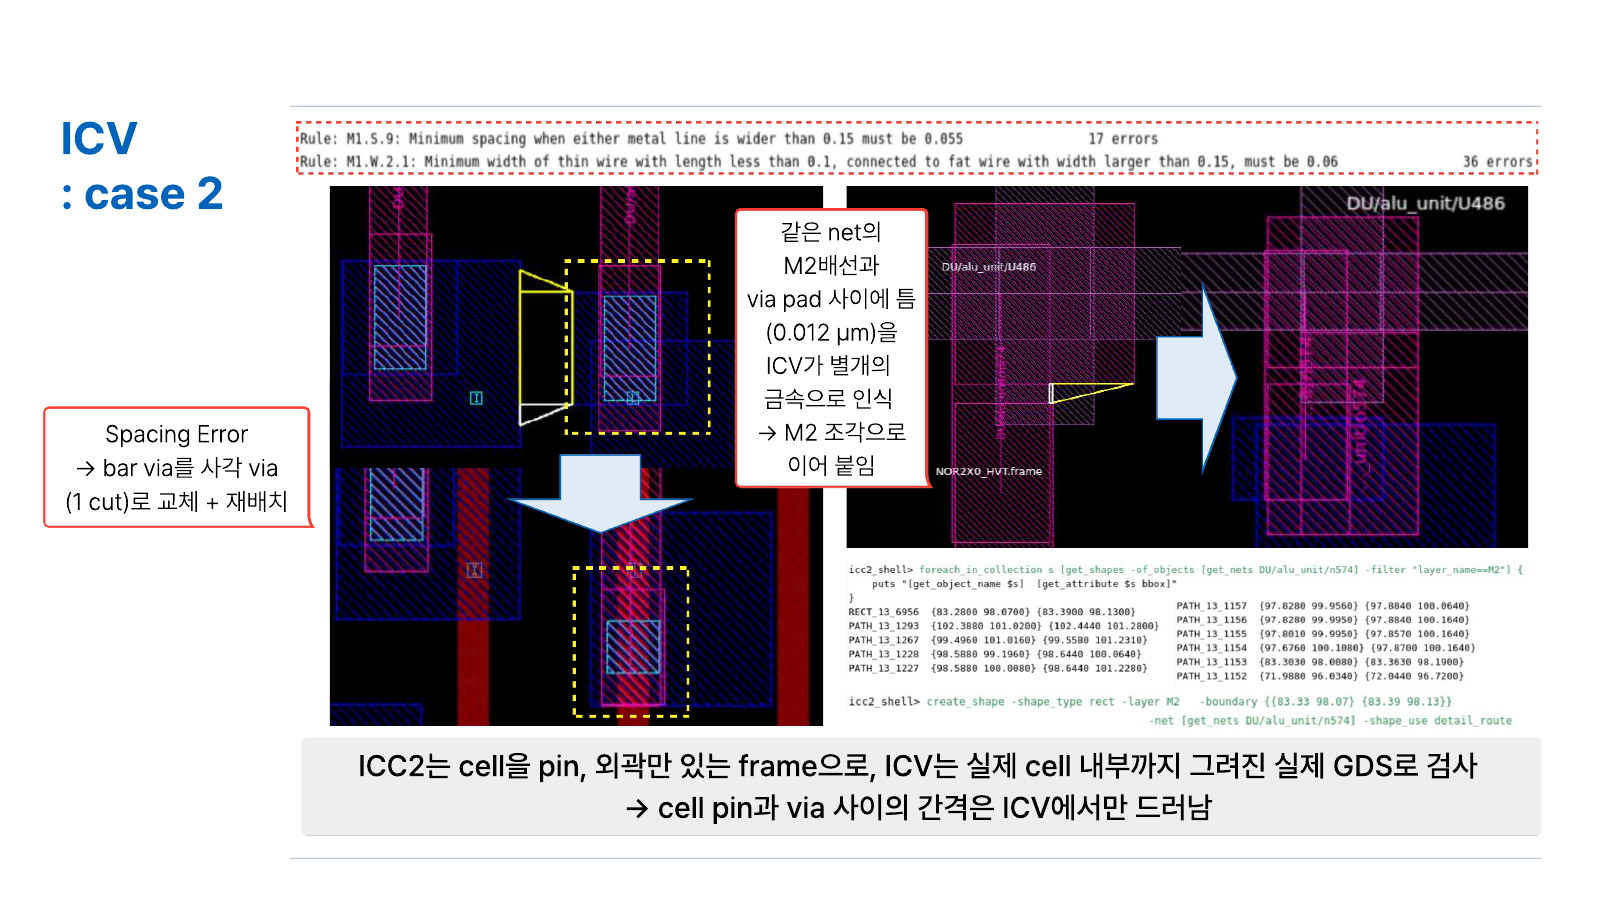 ICV
: case 2
Rule: M1.S.9: Minimum spacing when either metal line is wider than 0.15 must be 0.055 17 errors
Rule: M1.W.2.1: Minimum width of thin wire with length less than 0.1, connected to fat wire with width larger than 0.15, must be 0.06 36 errors
Spacing Error
→ bar via를 사각 via
(1 cut)로 교체 + 재배치
같은 net의
M2배선과
via pad 사이에 틈
(0.012 µm)을
ICV가 별개의
금속으로 인식
→ M2 조각으로
이어 붙임
DU/alu_unit/U486
NOR2X0_HVT.frame
DU/alu_unit/U486
icc2_shell> foreach_in_collection s [get_shapes -of_objects [get_nets DU/alu_unit/n574] -filter "layer_name==M2"] {
puts "[get_object_name $s] [get_attribute $s bbox]"
}
RECT_13_6956 {83.2800 98.0700} {83.3900 98.1300}
PATH_13_1293 {102.3880 101.0200} {102.4440 101.2800}
PATH_13_1267 {99.4960 101.0160} {99.5580 101.2310}
PATH_13_1228 {98.5880 99.1960} {98.6440 100.0640}
PATH_13_1227 {98.5880 100.0080} {98.6440 101.2280}
PATH_13_1157 {97.8280 99.9560} {97.8840 100.0640}
PATH_13_1156 {97.8280 99.9950} {97.8840 100.1640}
PATH_13_1155 {97.8010 99.9950} {97.8570 100.1640}
PATH_13_1154 {97.6760 100.1080} {97.8700 100.1640}
PATH_13_1153 {83.3030 98.0080} {83.3630 98.1900}
PATH_13_1152 {71.9880 96.0340} {72.0440 96.7200}
icc2_shell> create_shape -shape_type rect -layer M2 -boundary {{83.33 98.07} {83.39 98.13}}
-net [get_nets DU/alu_unit/n574] -shape_use detail_route
ICC2는 cell을 pin, 외곽만 있는 frame으로, ICV는 실제 cell 내부까지 그려진 실제 GDS로 검사
→ cell pin과 via 사이의 간격은 ICV에서만 드러남